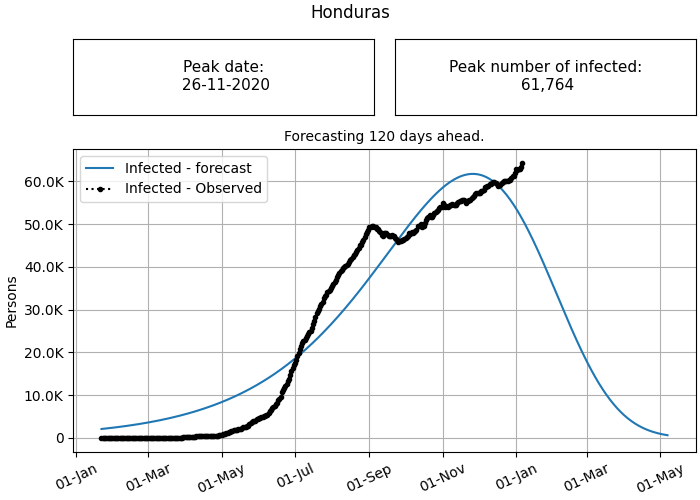 Honduras
Peak date:
26-11-2020
Peak number of infected:
61,764
Forecasting 120 days ahead.
Infected - forecast
Infected - Observed
60.0K
50.0K
40.0K
30.0K
20.0K
10.0K
0
Persons
01-Jan
01-Mar
01-May
01-Jul
01-Sep
01-Nov
01-Jan
01-Mar
01-May